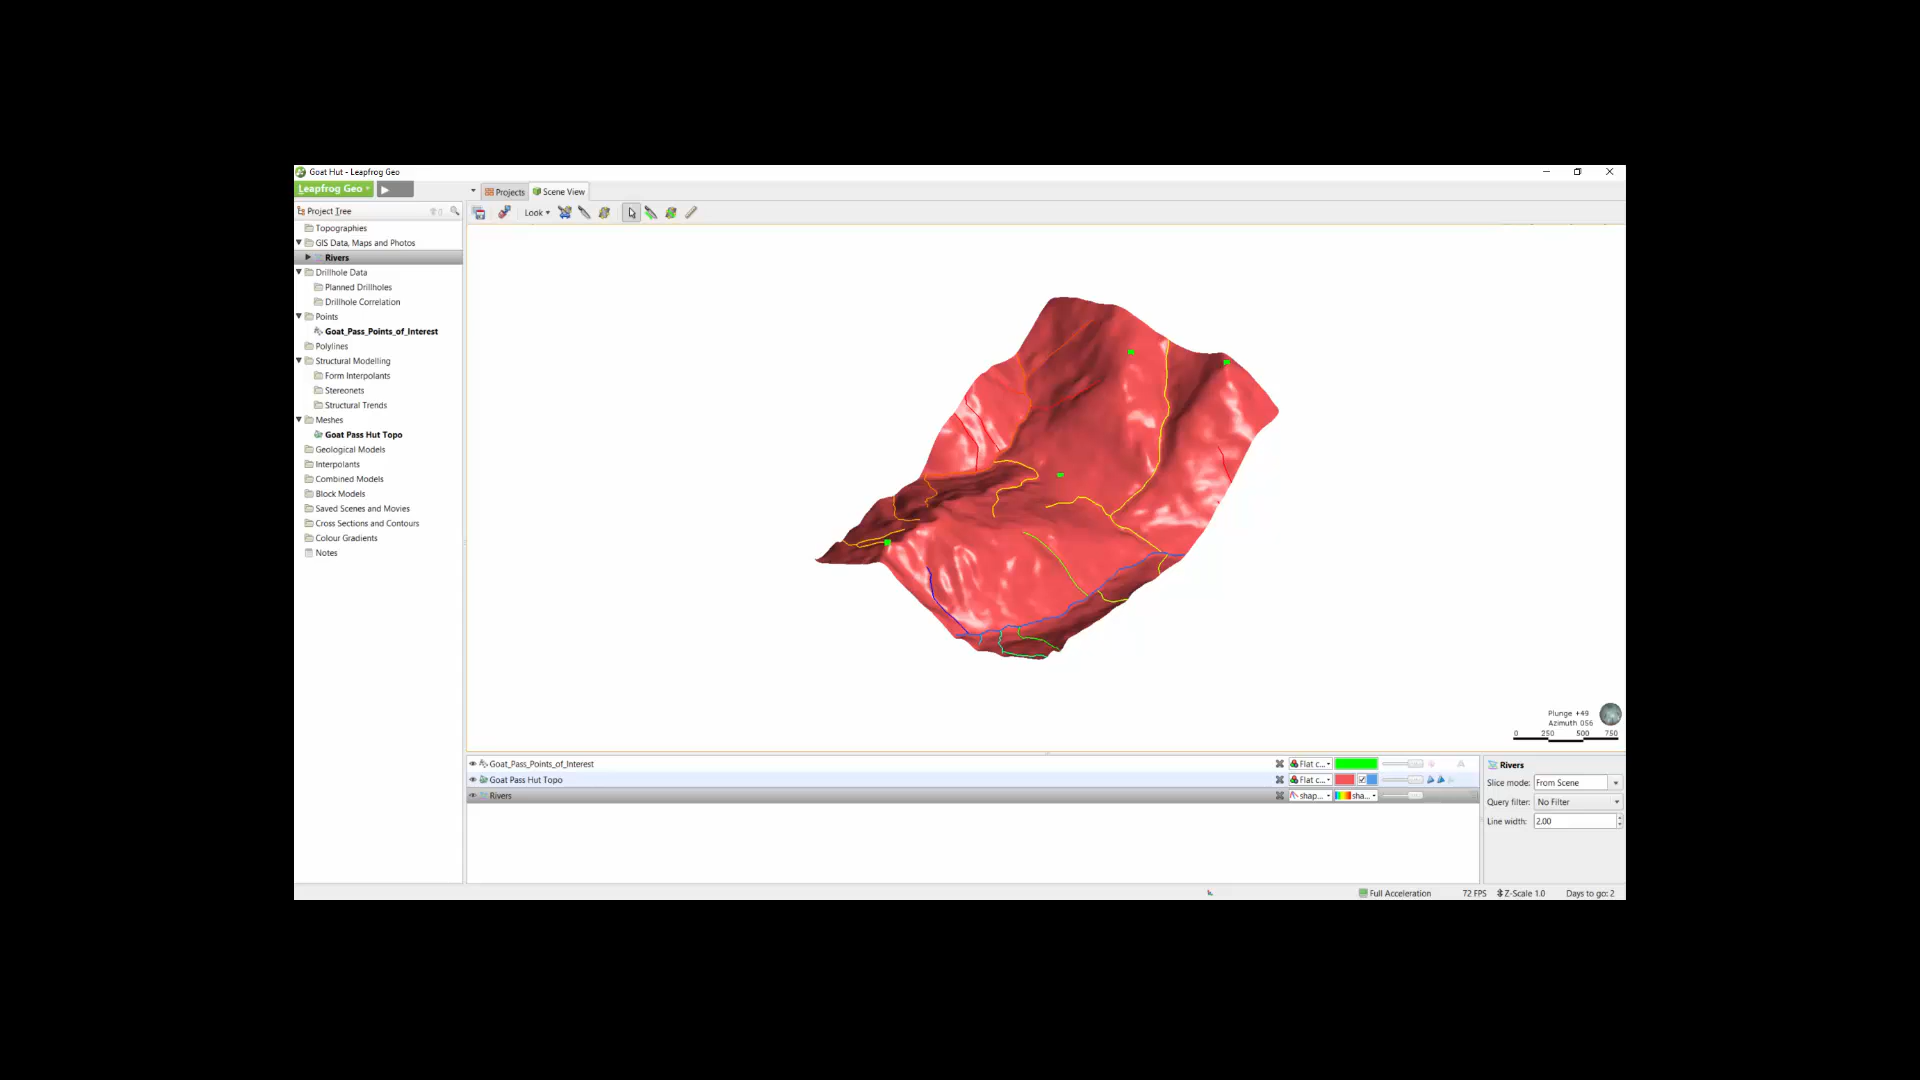 Goat Hut - Leapfrog Geo
Leapfrog Geo
Projects
Scene View
Project Tree
Look
Topographies
GIS Data, Maps and Photos
Rivers
Drillhole Data
Planned Drillholes
Drillhole Correlation
Points
Goat_Pass_Points_of_Interest
Polylines
Structural Modelling
Form Interpolants
Stereonets
Structural Trends
Meshes
Goat Pass Hut Topo
Geological Models
Interpolants
Combined Models
Block Models
Saved Scenes and Movies
Cross Sections and Contours
Colour Gradients
Notes
Plunge +49
Azimuth 056
0 250 500 750
Goat_Pass_Points_of_Interest Flat c...
Goat Pass Hut Topo Flat c...
Rivers shap... sha...
Rivers
Slice mode: From Scene
Query filter: No Filter
Line width: 2.00
Full Acceleration 72 FPS Z-Scale 1.0 Days to go: 2